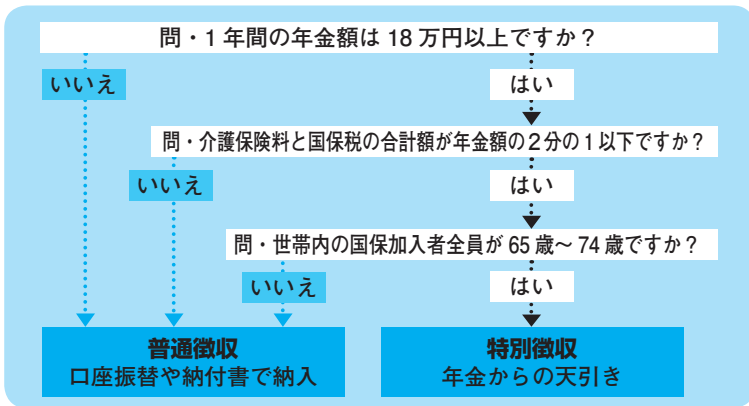 問・1年間の年金額は 18 万円以上ですか？
いいえ
はい
問・介護保険料と国保税の合計額が年金額の２分の１以下ですか？
いいえ
はい
問・世帯内の国保加入者全員が 65 歳～ 74 歳ですか？
いいえ
はい
普通徴収
口座振替や納付書で納入
特別徴収
年金からの天引き